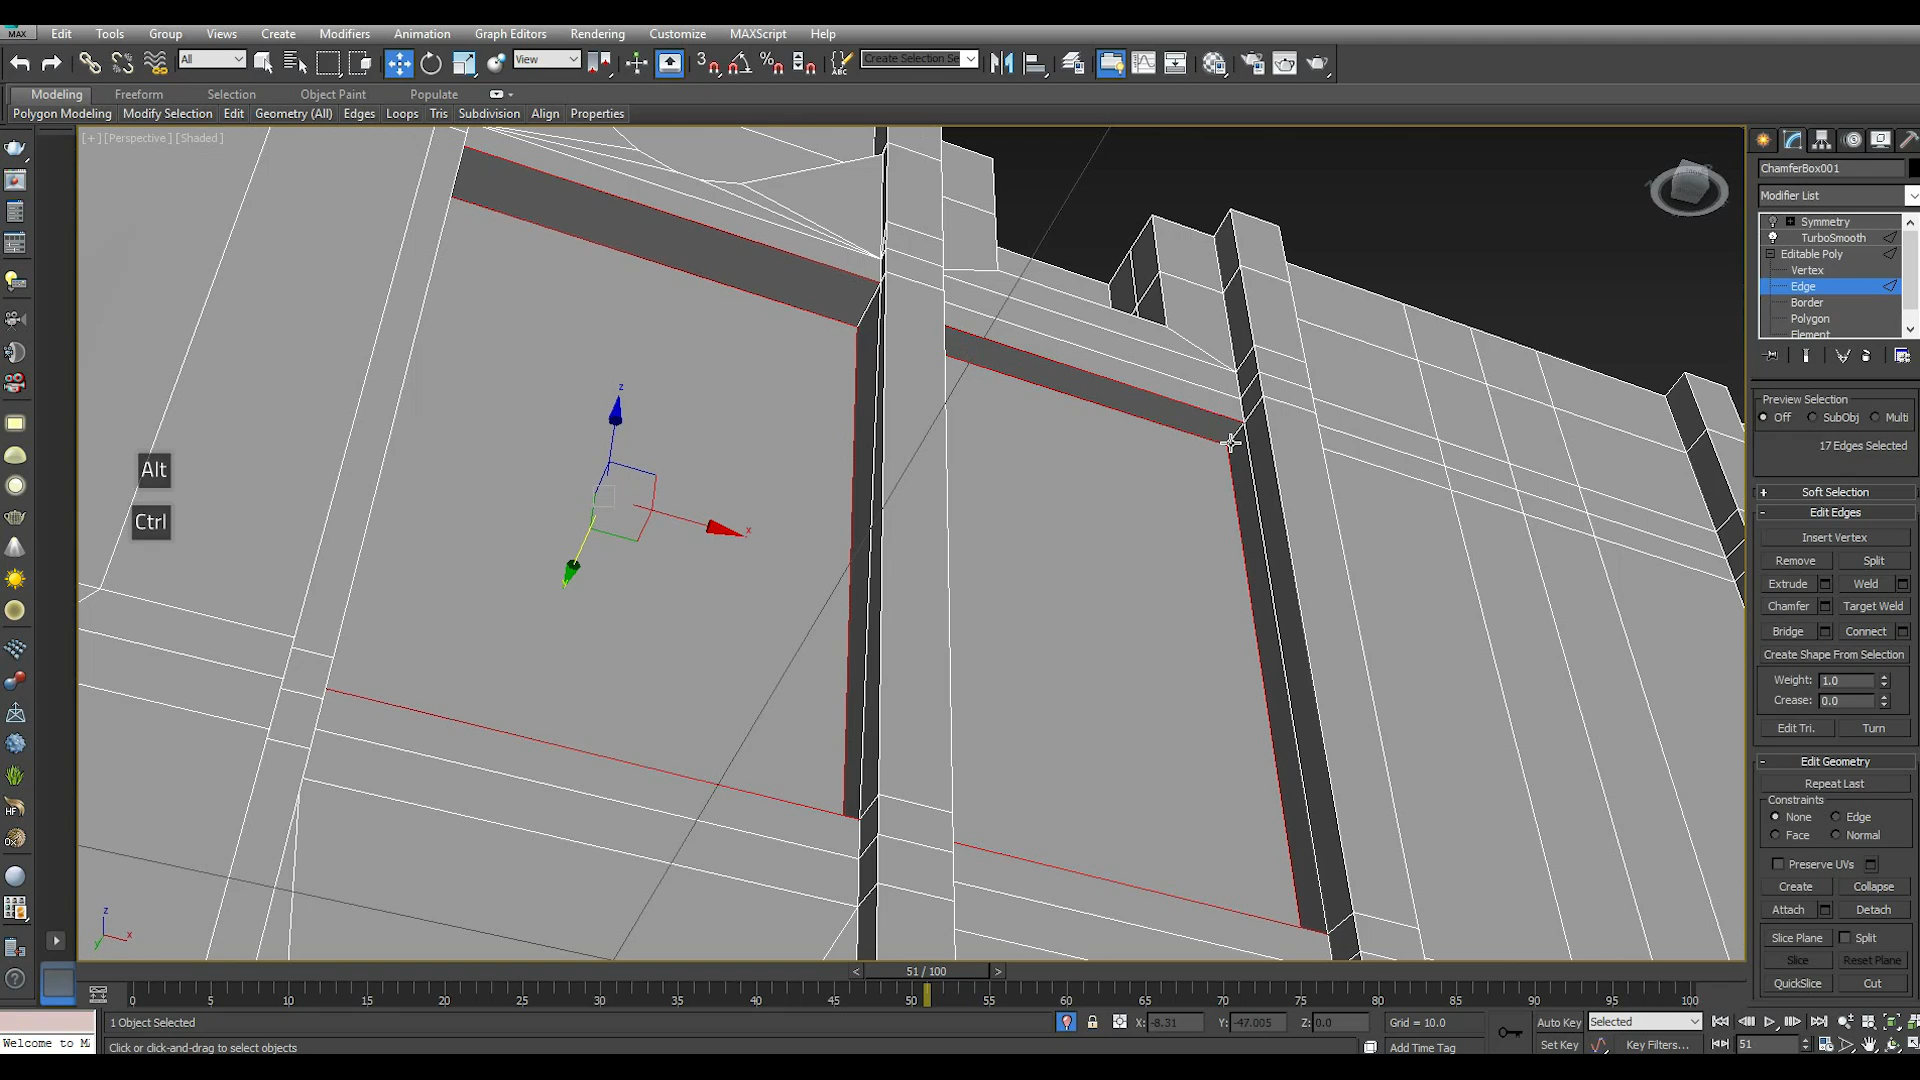 MAX Edit Tools Group Views Create Modifiers Animation Graph Editors Rendering Customize MAXScript Help
All View ABC Create Selection Se
Modeling Freeform Selection Object Paint Populate
Polygon Modeling Modify Selection Edit Geometry (All) Edges Loops Tris Subdivision Align Properties
[+] [Perspective ] [Shaded ]
ChamferBox001
Modifier List
Symmetry
TurboSmooth
Editable Poly
Vertex
Edge
Border
Polygon
Element
Preview Selection
Off SubObj Multi
17 Edges Selected
+ Soft Selection
- Edit Edges
Insert Vertex
Remove Split
Extrude Weld
Chamfer Target Weld
Bridge Connect
Create Shape From Selection
Weight: 1.0
Crease: 0.0
Edit Tri. Turn
- Edit Geometry
Repeat Last
Constraints
None Edge
Face Normal
Preserve UVs
Create Collapse
Attach Detach
Slice Plane Split
Slice Reset Plane
QuickSlice Cut
z
x
Alt
Ctrl
HF
z
x
y
< 51 / 100 >
0 5 10 15 20 25 30 35 40 45 50 55 60 65 70 75 80 85 90 95 100
1 Object Selected X: -8.31 Y: -47.005 Z: 0.0 Grid = 10.0 Auto Key Selected
Welcome to M
Click or click-and-drag to select objects Add Time Tag Set Key Key Filters... 51